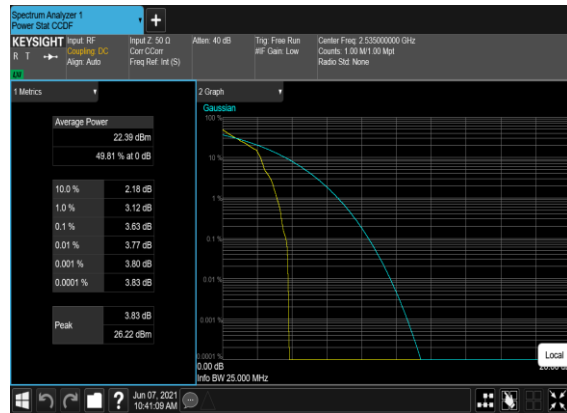 Spectrum Analyzer 1
Power Stat CCDF
KEYSIGHT
R T
LW
Input: RF
Coupling: DC
Align: Auto
Input Z: 50 Ω
Corr CCorr
Freq Ref: Int (S)
Atten: 40 dB
Trig: Free Run
#IF Gain: Low
Center Freq: 2.535000000 GHz
Counts: 1.00 M/1.00 Mpt
Radio Std: None
1 Metrics
Average Power
22.39 dBm
49.81 % at 0 dB
10.0 % 2.18 dB
1.0 % 3.12 dB
0.1 % 3.63 dB
0.01 % 3.77 dB
0.001 % 3.80 dB
0.0001 % 3.83 dB
Peak
3.83 dB
26.22 dBm
2 Graph
Gaussian
100 %
10 %
1 %
0.1 %
0.01 %
0.001 %
0.0001 %
0.00 dB
Info BW 25.000 MHz
Local
?
Jun 07, 2021
10:41:09 AM